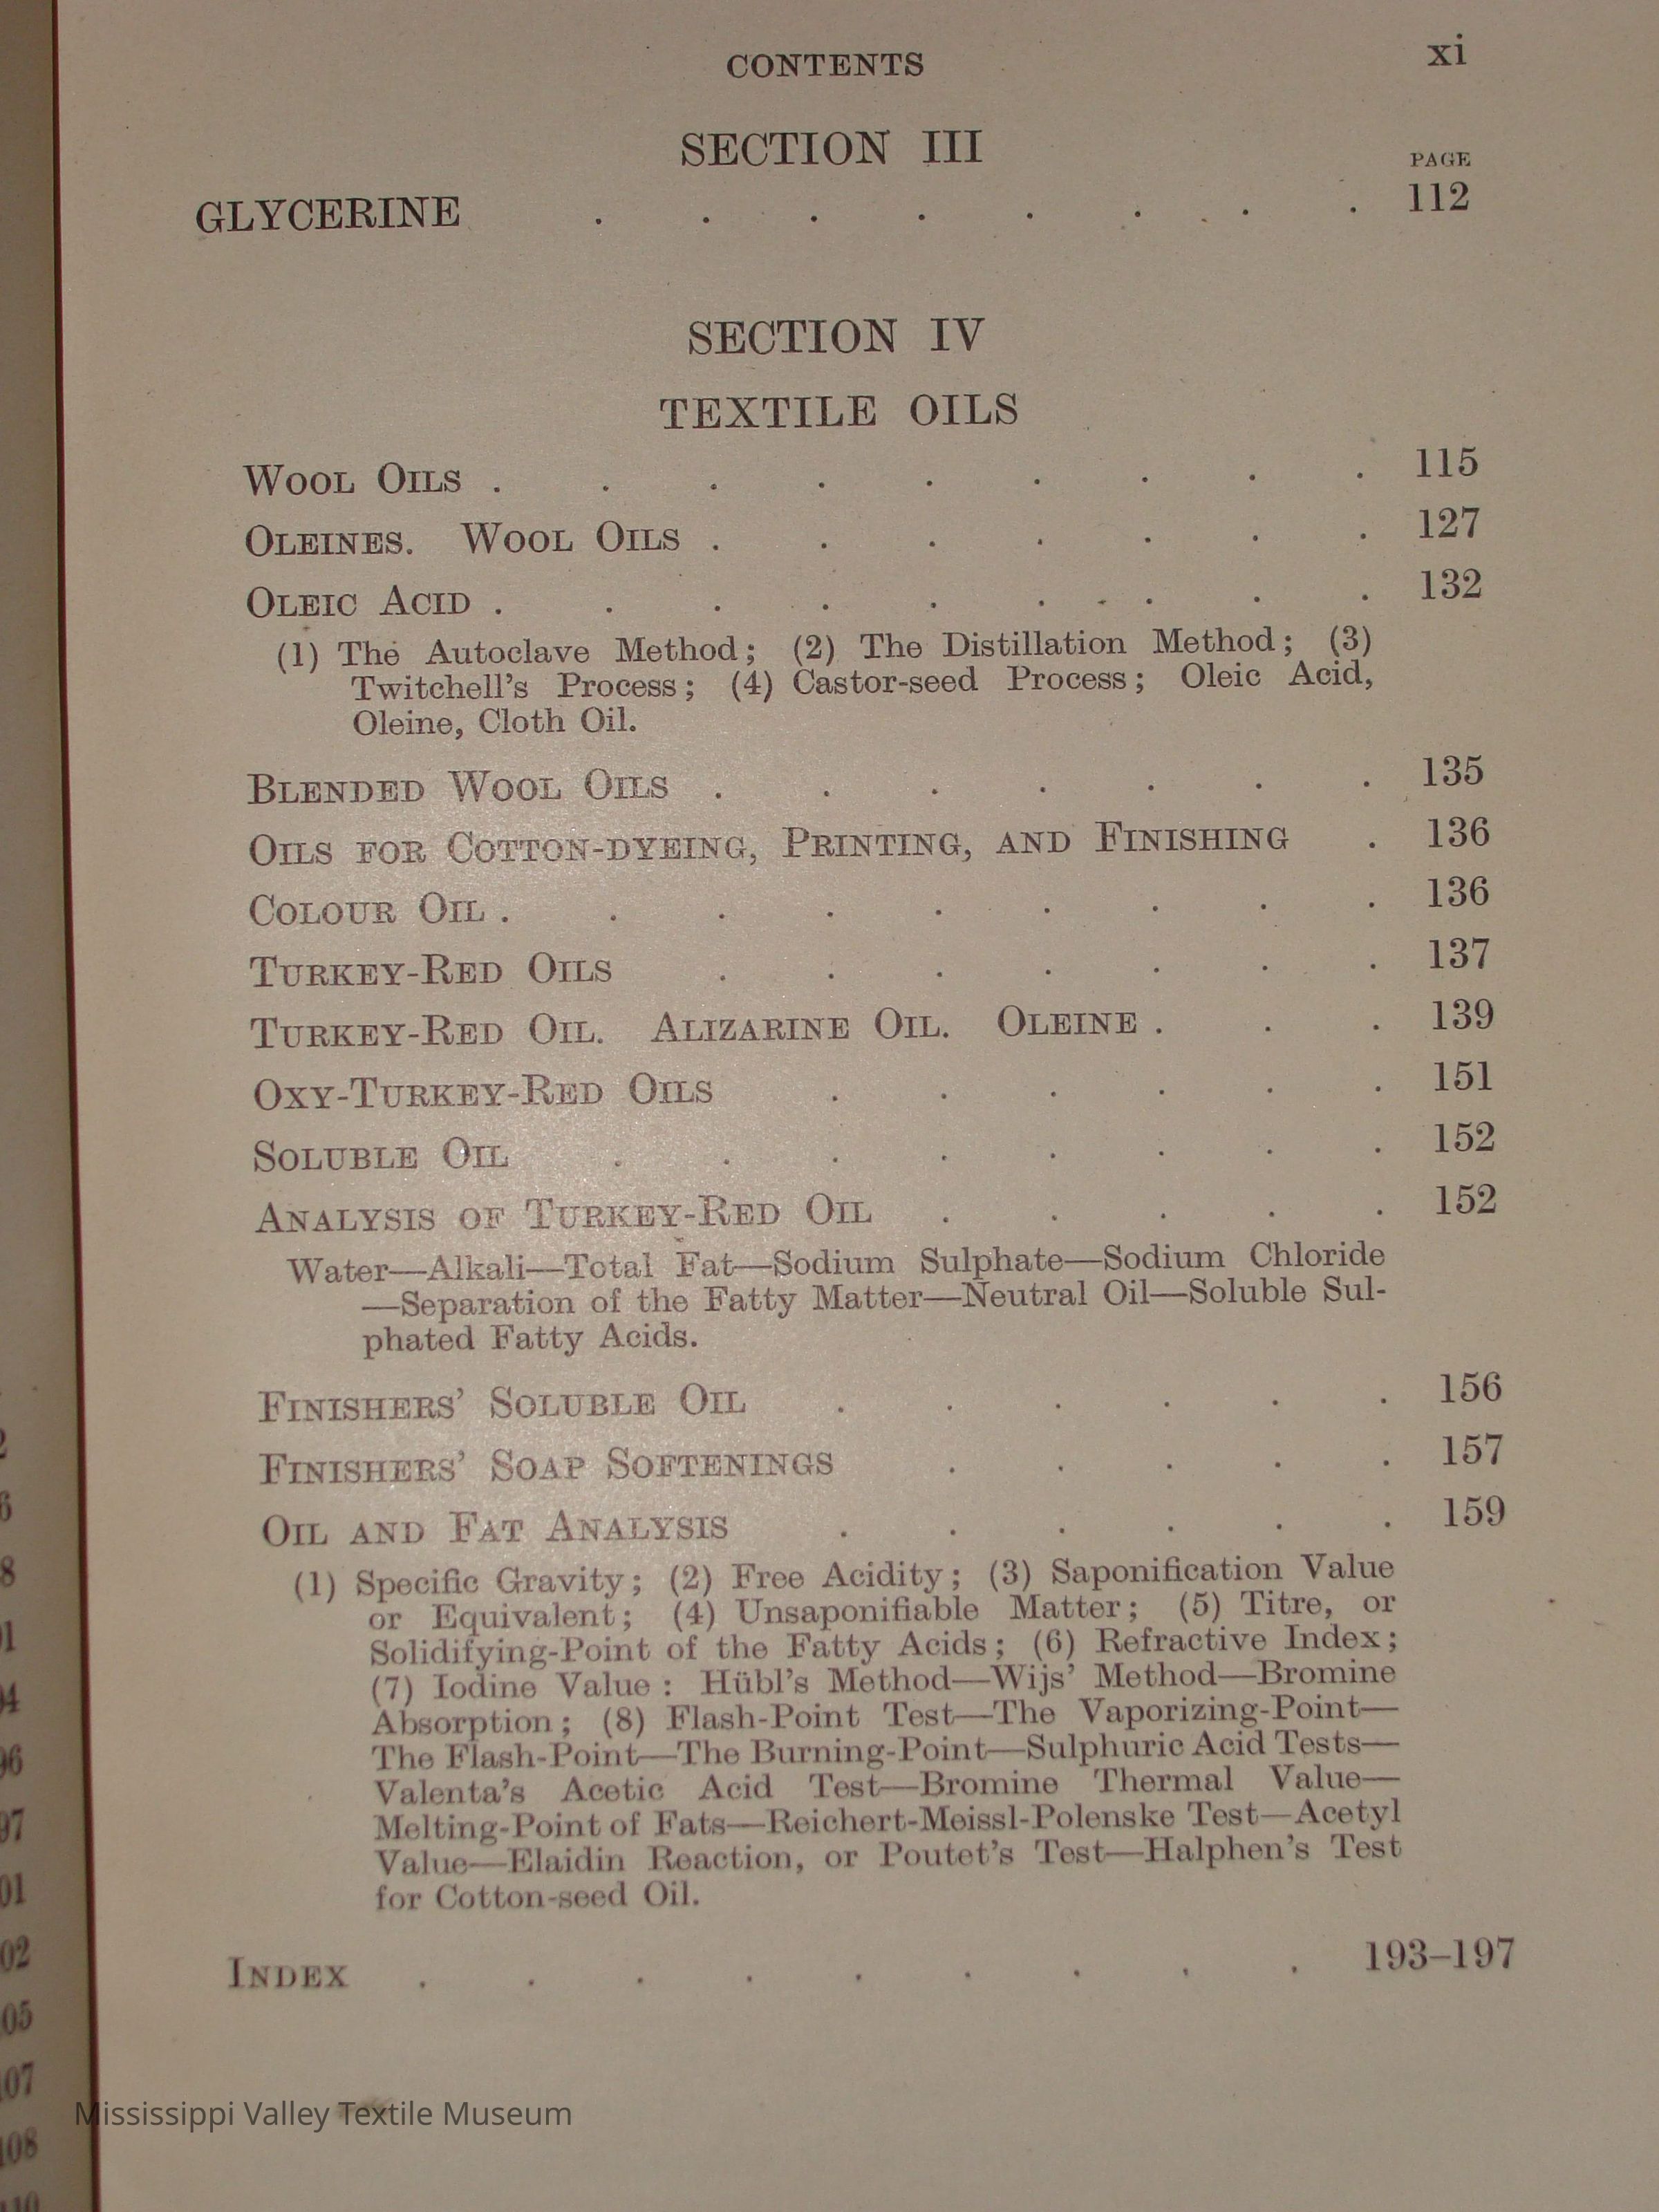 CONTENTS xi
SECTION III
PAGE
GLYCERINE . . . . . . . . 112
SECTION IV
TEXTILE OILS
WOOL OILS . . . . . . . . . 115
OLEINES. WOOL OILS . . . . . . . 127
OLEIC ACID . . . . . . . . . 132
(1) The Autoclave Method; (2) The Distillation Method; (3)
Twitchell's Process; (4) Castor-seed Process; Oleic Acid,
Oleine, Cloth Oil.
BLENDED WOOL OILS . . . . . . . 135
OILS FOR COTTON-DYEING, PRINTING, AND FINISHING . 136
COLOUR OIL . . . . . . . . . 136
TURKEY-RED OILS . . . . . . . 137
TURKEY-RED OIL. ALIZARINE OIL. OLEINE . . . 139
OXY-TURKEY-RED OILS . . . . . . 151
SOLUBLE OIL . . . . . . . . 152
ANALYSIS OF TURKEY-RED OIL . . . . . 152
Water—Alkali—Total Fat—Sodium Sulphate—Sodium Chloride
—Separation of the Fatty Matter—Neutral Oil—Soluble Sul-
phated Fatty Acids.
FINISHERS' SOLUBLE OIL . . . . . . 156
FINISHERS' SOAP SOFTENINGS . . . . . 157
OIL AND FAT ANALYSIS . . . . . . 159
(1) Specific Gravity; (2) Free Acidity; (3) Saponification Value
or Equivalent; (4) Unsaponifiable Matter; (5) Titre, or
Solidifying-Point of the Fatty Acids; (6) Refractive Index;
(7) Iodine Value: Hübl's Method—Wijs' Method—Bromine
Absorption; (8) Flash-Point Test—The Vaporizing-Point—
The Flash-Point—The Burning-Point—Sulphuric Acid Tests—
Valenta's Acetic Acid Test—Bromine Thermal Value—
Melting-Point of Fats—Reichert-Meissl-Polenske Test—Acetyl
Value—Elaidin Reaction, or Poutet's Test—Halphen's Test
for Cotton-seed Oil.
INDEX . . . . . . . . . 193–197
Mississippi Valley Textile Museum